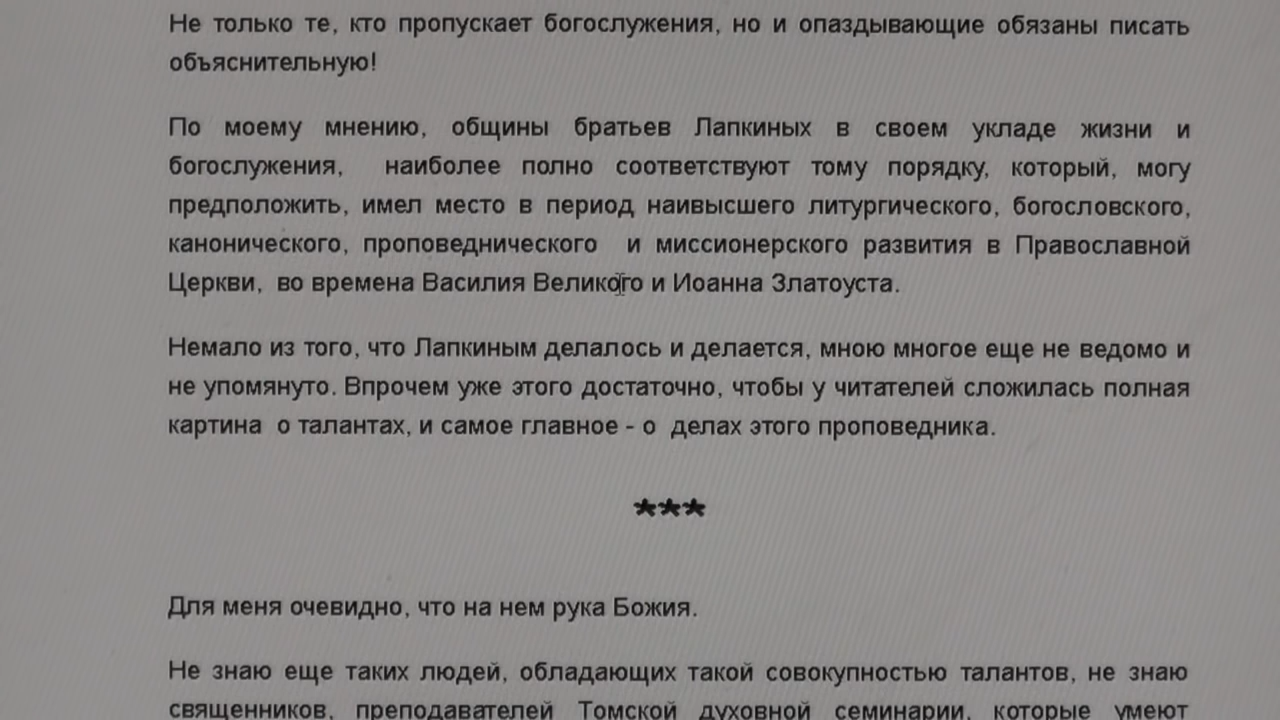 Не только те, кто пропускает богослужения, но и опаздывающие обязаны писать
объяснительную!
По моему мнению, общины братьев Лапкиных в своем укладе жизни и
богослужения, наиболее полно соответствуют тому порядку, который, могу
предположить, имел место в период наивысшего литургического, богословского,
канонического, проповеднического и миссионерского развития в Православной
Церкви, во времена Василия Великого и Иоанна Златоуста.
Немало из того, что Лапкиным делалось и делается, мною многое еще не ведомо и
не упомянуто. Впрочем уже этого достаточно, чтобы у читателей сложилась полная
картина о талантах, и самое главное - о делах этого проповедника.
***
Для меня очевидно, что на нем рука Божия.
Не знаю еще таких людей, обладающих такой совокупностью талантов, не знаю
священников, преподавателей Томской духовной семинарии, которые умеют